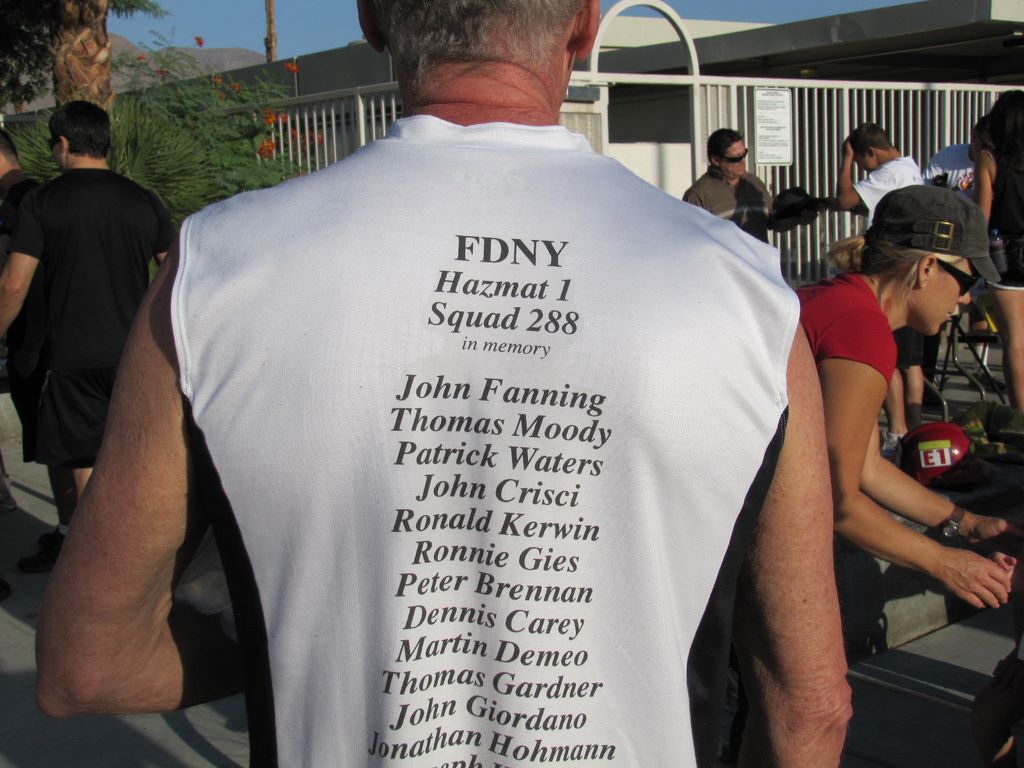 FDNY
Hazmat 1
Squad 288
in memory
John Fanning
Thomas Moody
Patrick Waters
John Crisci
Ronald Kerwin
Ronnie Gies
Peter Brennan
Dennis Carey
Martin Demeo
Thomas Gardner
John Giordano
Jonathan Hohmann
E1